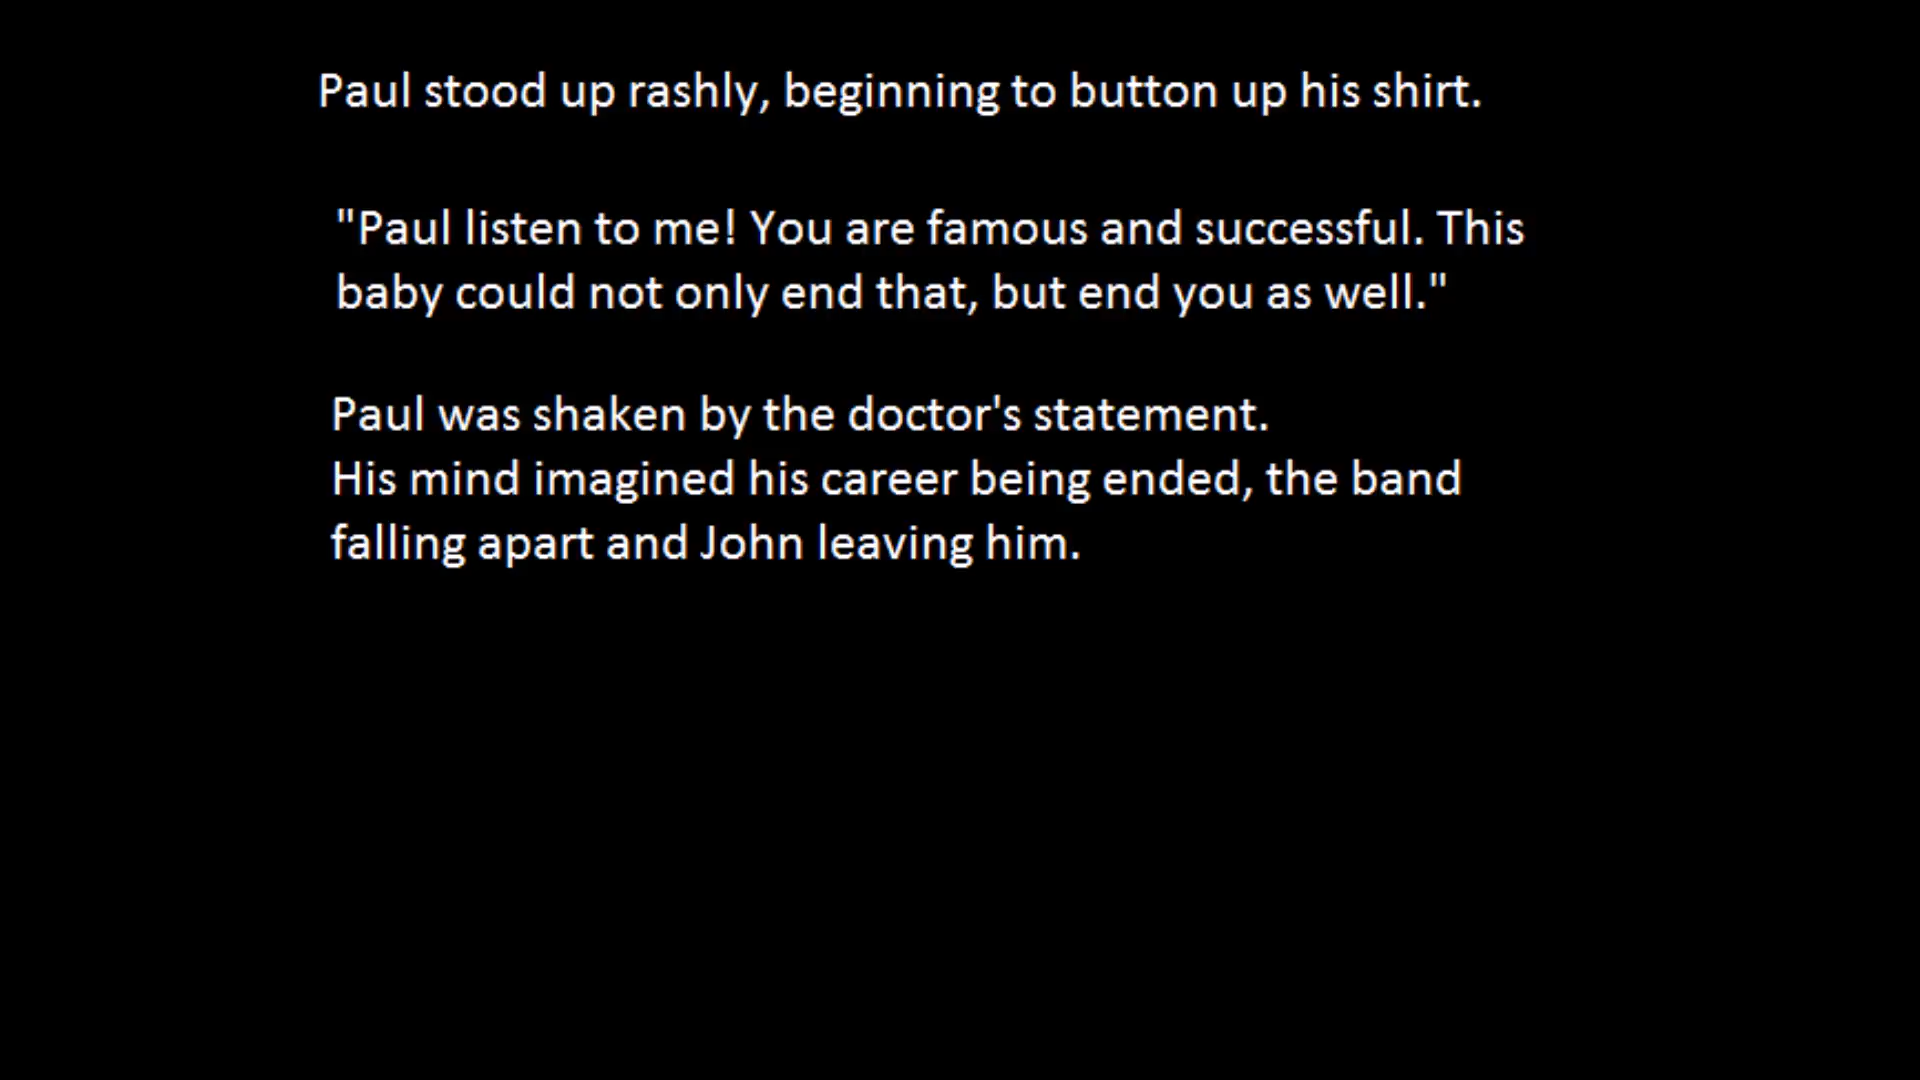 Paul stood up rashly, beginning to button up his shirt.
"Paul listen to me! You are famous and successful. This
baby could not only end that, but end you as well."
Paul was shaken by the doctor's statement.
His mind imagined his career being ended, the band
falling apart and John leaving him.